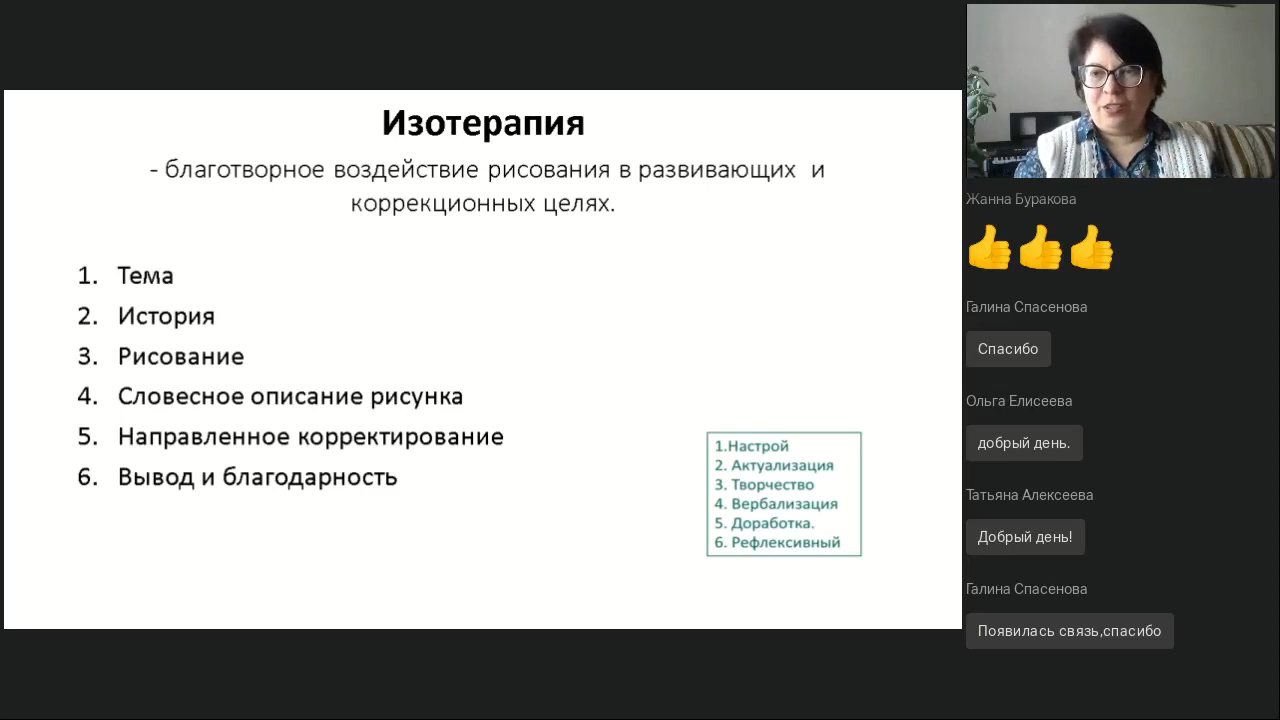 Изотерапия
- благотворное воздействие рисования в развивающих и
коррекционных целях.
1. Тема
2. История
3. Рисование
4. Словесное описание рисунка
5. Направленное корректирование
6. Вывод и благодарность
1.Настрой
2. Актуализация
3. Творчество
4. Вербализация
5. Доработка.
6. Рефлексивный
Жанна Буракова
👍👍👍
Галина Спасенова
Спасибо
Ольга Елисеева
добрый день.
Татьяна Алексеева
Добрый день!
Галина Спасенова
Появилась связь,спасибо